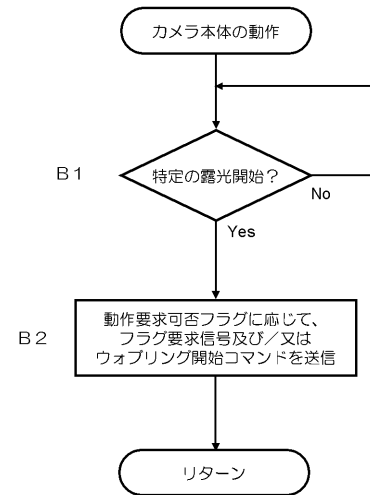 カメラ本体の動作
B1
特定の露光開始?
No
Yes
B2
動作要求可否フラグに応じて、
フラグ要求信号及び/又は
ウォブリング開始コマンドを送信
リターン